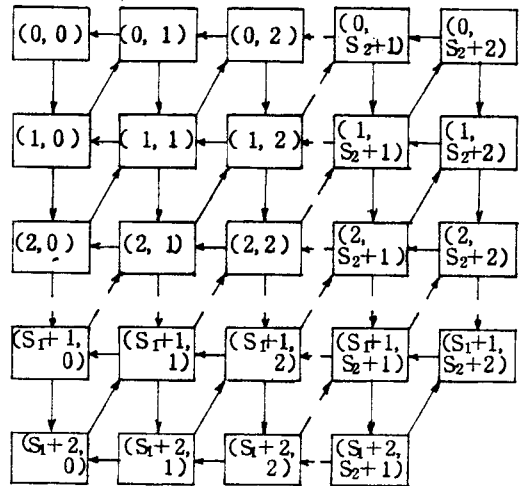 (0, 0)
(0, 1)
(0, 2)
(0,
S2+1)
(0,
S2+2)
(1, 0)
(1, 1)
(1, 2)
(1,
S2+1)
(1,
S2+2)
(2,0)
(2, 1)
(2,2)
(2,
S2+1)
(2,
S2+2)
(S1+1,
0)
(S1+1,
1)
(S1+1,
2)
(S1+1,
S2+1)
(S1+1,
S2+2)
(S1+2,
0)
(S1+2,
1)
(S1+2,
2)
(S1+2,
S2+1)